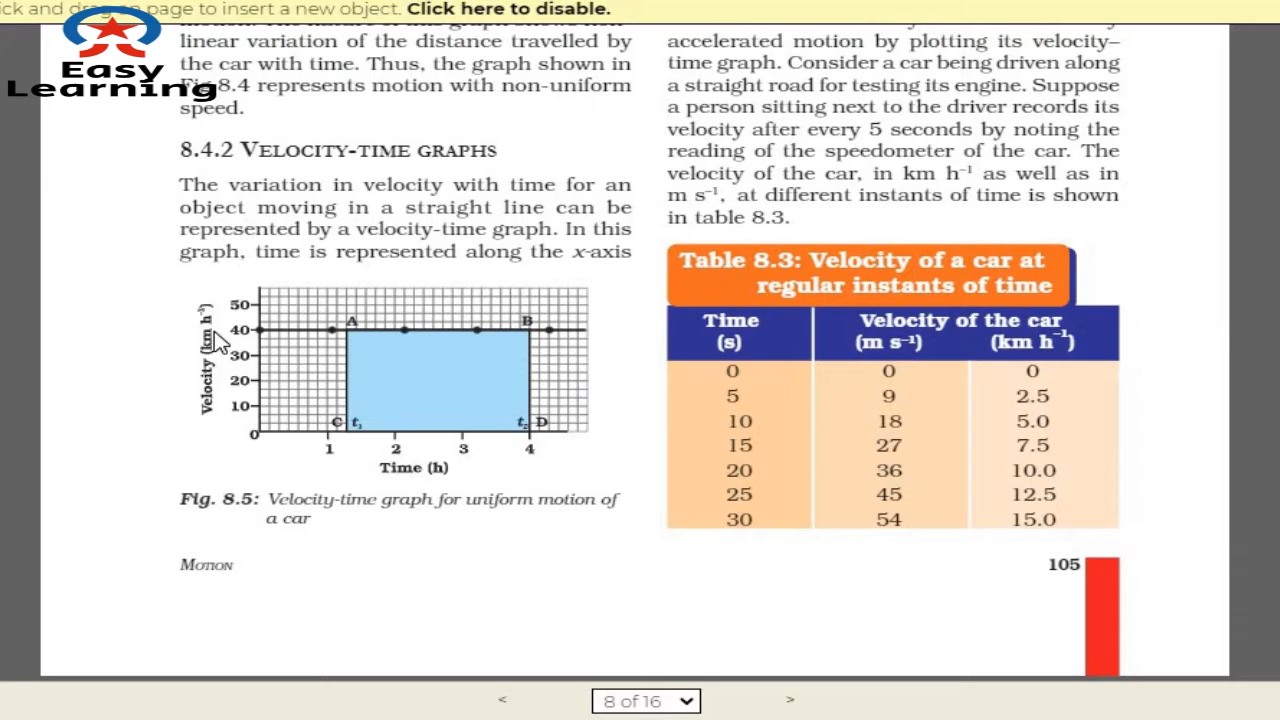 ick and drag on page to insert a new object. Click here to disable.
Easy
Learning
linear variation of the distance travelled by
the car with time. Thus, the graph shown in
Fig 8.4 represents motion with non-uniform
speed.
8.4.2 VELOCITY-TIME GRAPHS
The variation in velocity with time for an
object moving in a straight line can be
represented by a velocity-time graph. In this
graph, time is represented along the x-axis
Velocity (km h⁻¹)
50
40
30
20
10
0
A
B
C
t₁
t₂
D
1 2 3 4
Time (h)
Fig. 8.5: Velocity-time graph for uniform motion of
a car
accelerated motion by plotting its velocity–
time graph. Consider a car being driven along
a straight road for testing its engine. Suppose
a person sitting next to the driver records its
velocity after every 5 seconds by noting the
reading of the speedometer of the car. The
velocity of the car, in km h⁻¹ as well as in
m s⁻¹, at different instants of time is shown
in table 8.3.
Table 8.3: Velocity of a car at
regular instants of time
Time Velocity of the car
(s) (m s⁻¹) (km h⁻¹)
0 0 0
5 9 2.5
10 18 5.0
15 27 7.5
20 36 10.0
25 45 12.5
30 54 15.0
MOTION
105
< 8 of 16 >